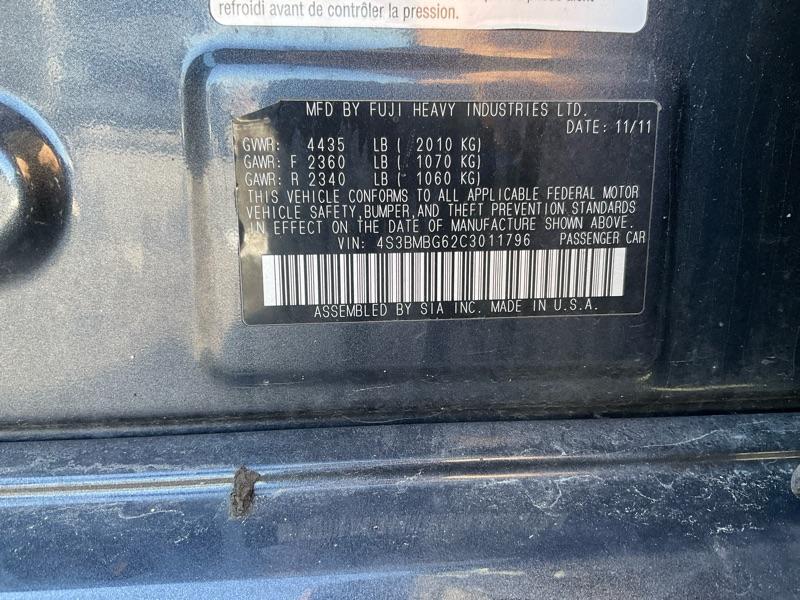 refroidi avant de contrôler la pression.
MFD BY FUJI HEAVY INDUSTRIES LTD.
DATE: 11/11
GVWR: 4435 LB ( 2010 KG)
GAWR: F 2360 LB ( 1070 KG)
GAWR: R 2340 LB ( 1060 KG)
THIS VEHICLE CONFORMS TO ALL APPLICABLE FEDERAL MOTOR
VEHICLE SAFETY,BUMPER,AND THEFT PREVENTION STANDARDS
IN EFFECT ON THE DATE OF MANUFACTURE SHOWN ABOVE.
VIN: 4S3BMBG62C3011796 PASSENGER CAR
ASSEMBLED BY SIA INC. MADE IN U.S.A.